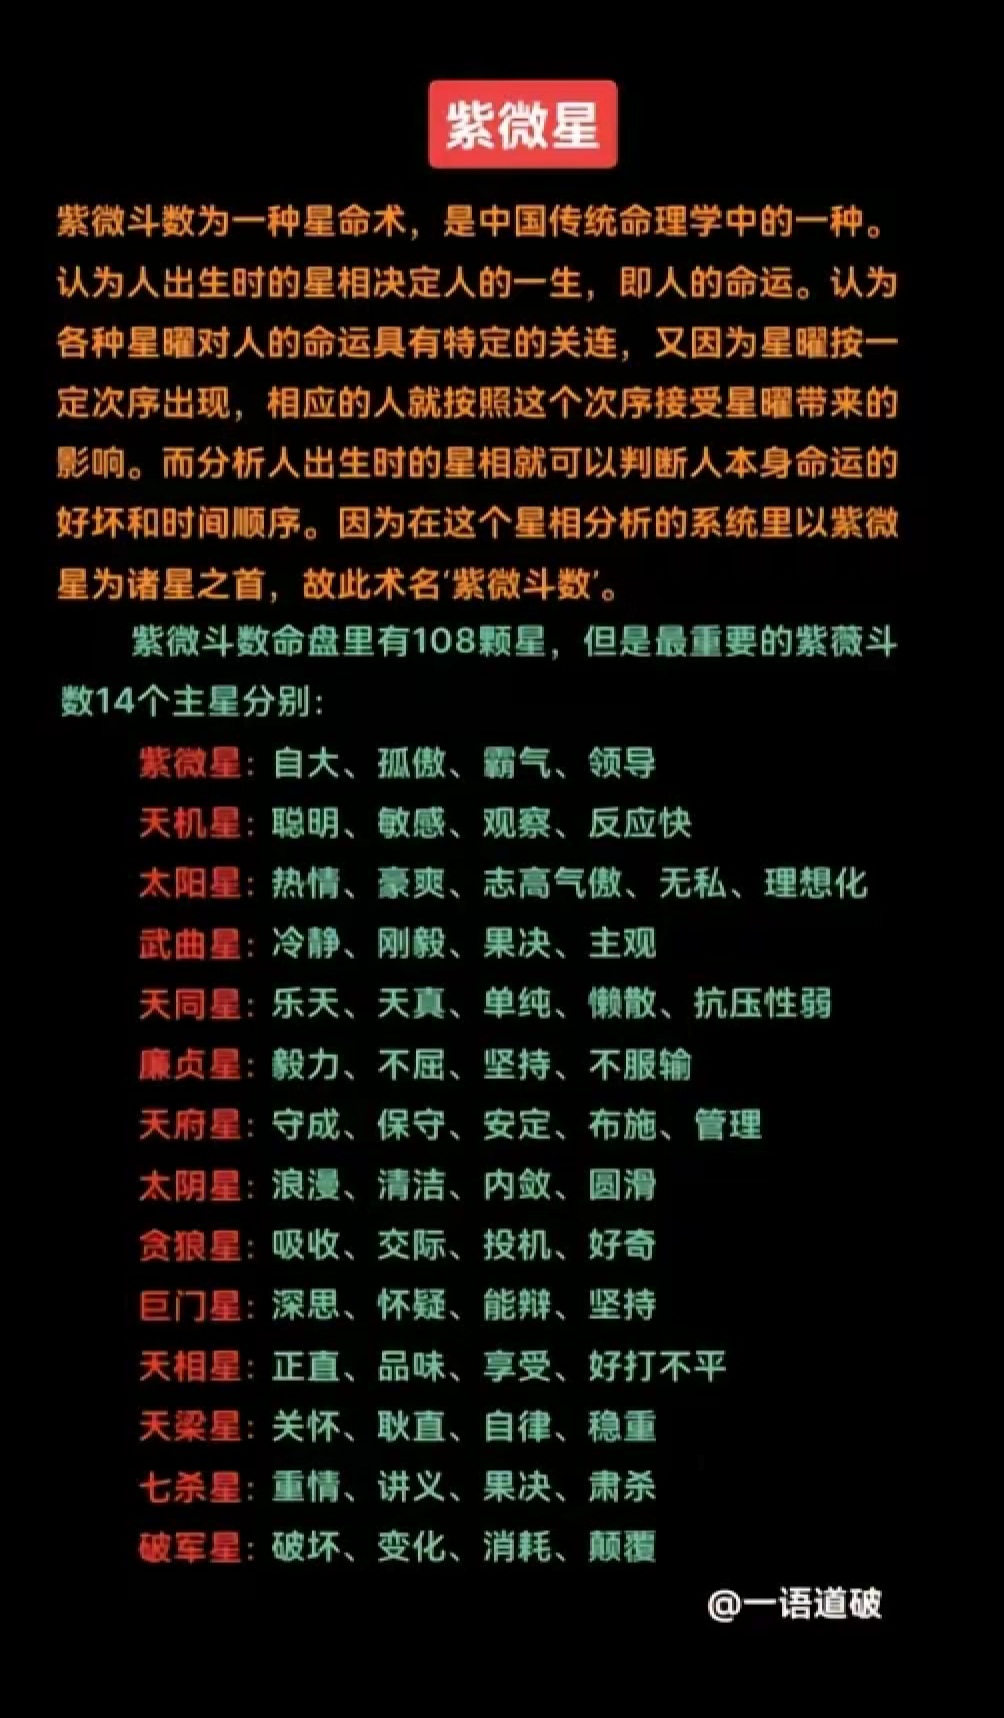 紫微星
紫微斗数为一种星命术，是中国传统命理学中的一种。
认为人出生时的星相决定人的一生，即人的命运。认为
各种星曜对人的命运具有特定的关连，又因为星曜按一
定次序出现，相应的人就按照这个次序接受星曜带来的
影响。而分析人出生时的星相就可以判断人本身命运的
好坏和时间顺序。因为在这个星相分析的系统里以紫微
星为诸星之首，故此术名‘紫微斗数’。
紫微斗数命盘里有108颗星，但是最重要的紫薇斗
数14个主星分别：
紫微星：自大、孤傲、霸气、领导
天机星：聪明、敏感、观察、反应快
太阳星：热情、豪爽、志高气傲、无私、理想化
武曲星：冷静、刚毅、果决、主观
天同星：乐天、天真、单纯、懒散、抗压性弱
廉贞星：毅力、不屈、坚持、不服输
天府星：守成、保守、安定、布施、管理
太阴星：浪漫、清洁、内敛、圆滑
贪狼星：吸收、交际、投机、好奇
巨门星：深思、怀疑、能辩、坚持
天相星：正直、品味、享受、好打不平
天梁星：关怀、耿直、自律、稳重
七杀星：重情、讲义、果决、肃杀
破军星：破坏、变化、消耗、颠覆
@一语道破